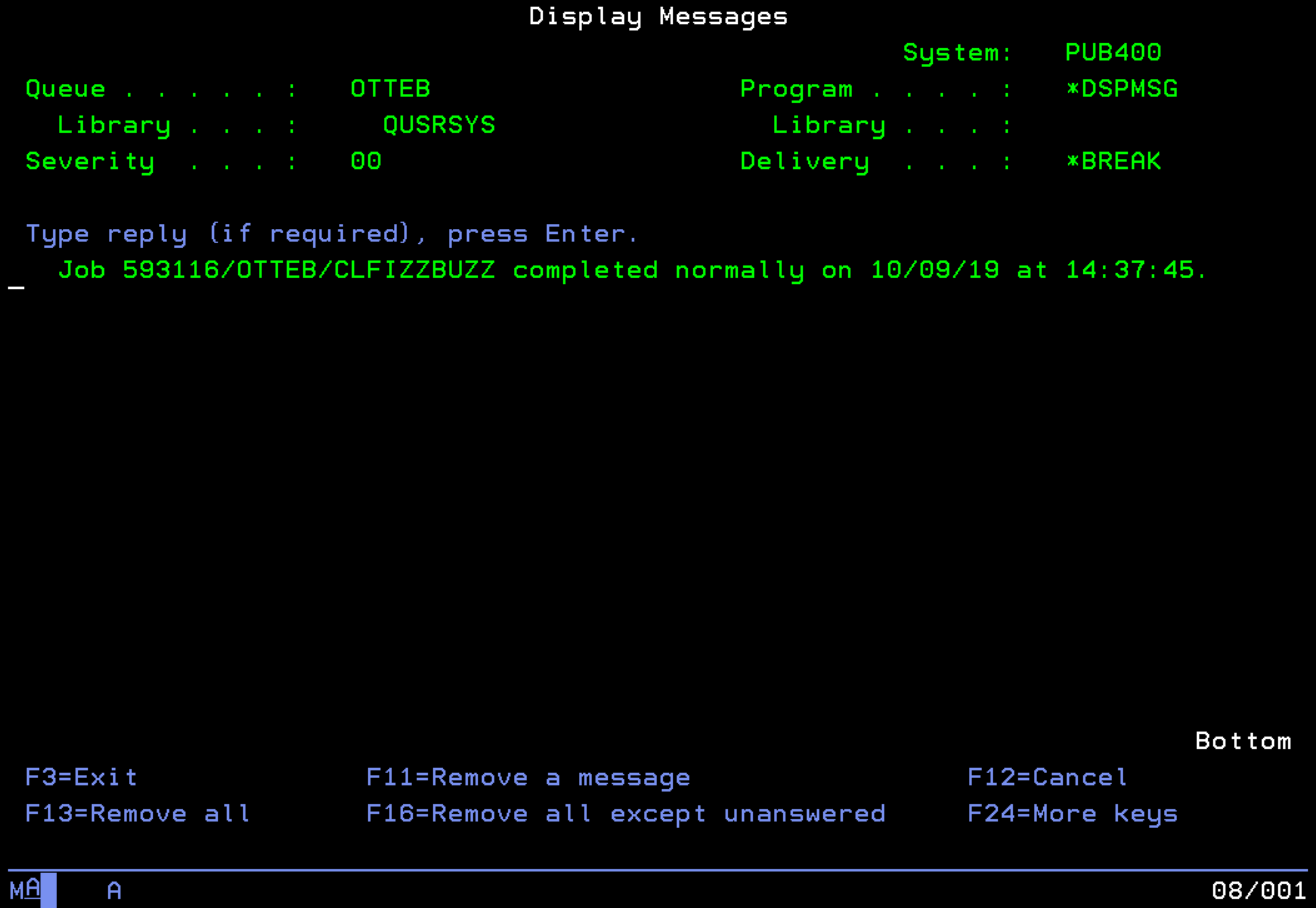 Display Messages
System:   PUB400
Queue . . . . . :   OTTEB   Program . . . . :   *DSPMSG
Library . . . :   QUSRSYS   Library . . . :
Severity  . . . :   00   Delivery  . . . :   *BREAK
Type reply (if required), press Enter.
Job 593116/OTTEB/CLFIZZBUZZ completed normally on 10/09/19 at 14:37:45.
Bottom
F3=Exit   F11=Remove a message   F12=Cancel
F13=Remove all   F16=Remove all except unanswered   F24=More keys
MA   A   08/001